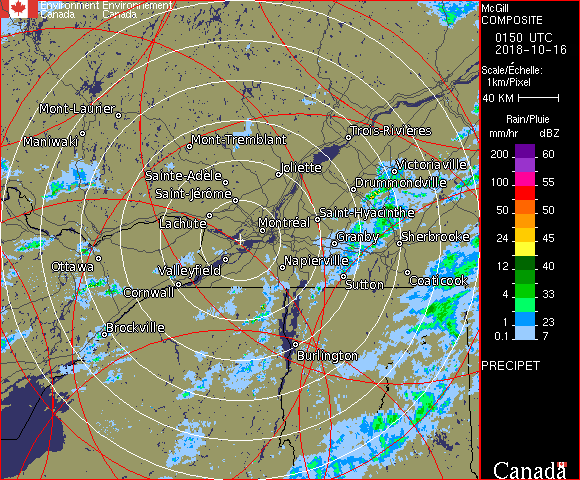 Environment Environnement
Canada Canada
McGill
COMPOSITE
0150 UTC
2018-10-16
Scale/Échelle:
1km/Pixel
40 KM
Rain/Pluie
mm/hr dBZ
200 60
100 55
50 50
24 45
12 40
4 33
1 23
0.1 7
PRECIPET
Canada
Mont-Laurier
Maniwaki
Mont-Tremblant
Trois-Rivières
Sainte-Adèle
Joliette
Victoriaville
Saint-Jérôme
Drummondville
Lachute
Montréal
Saint-Hyacinthe
Granby
Sherbrooke
Ottawa
Valleyfield
Napierville
Cornwall
Sutton
Coaticook
Brockville
Burlington